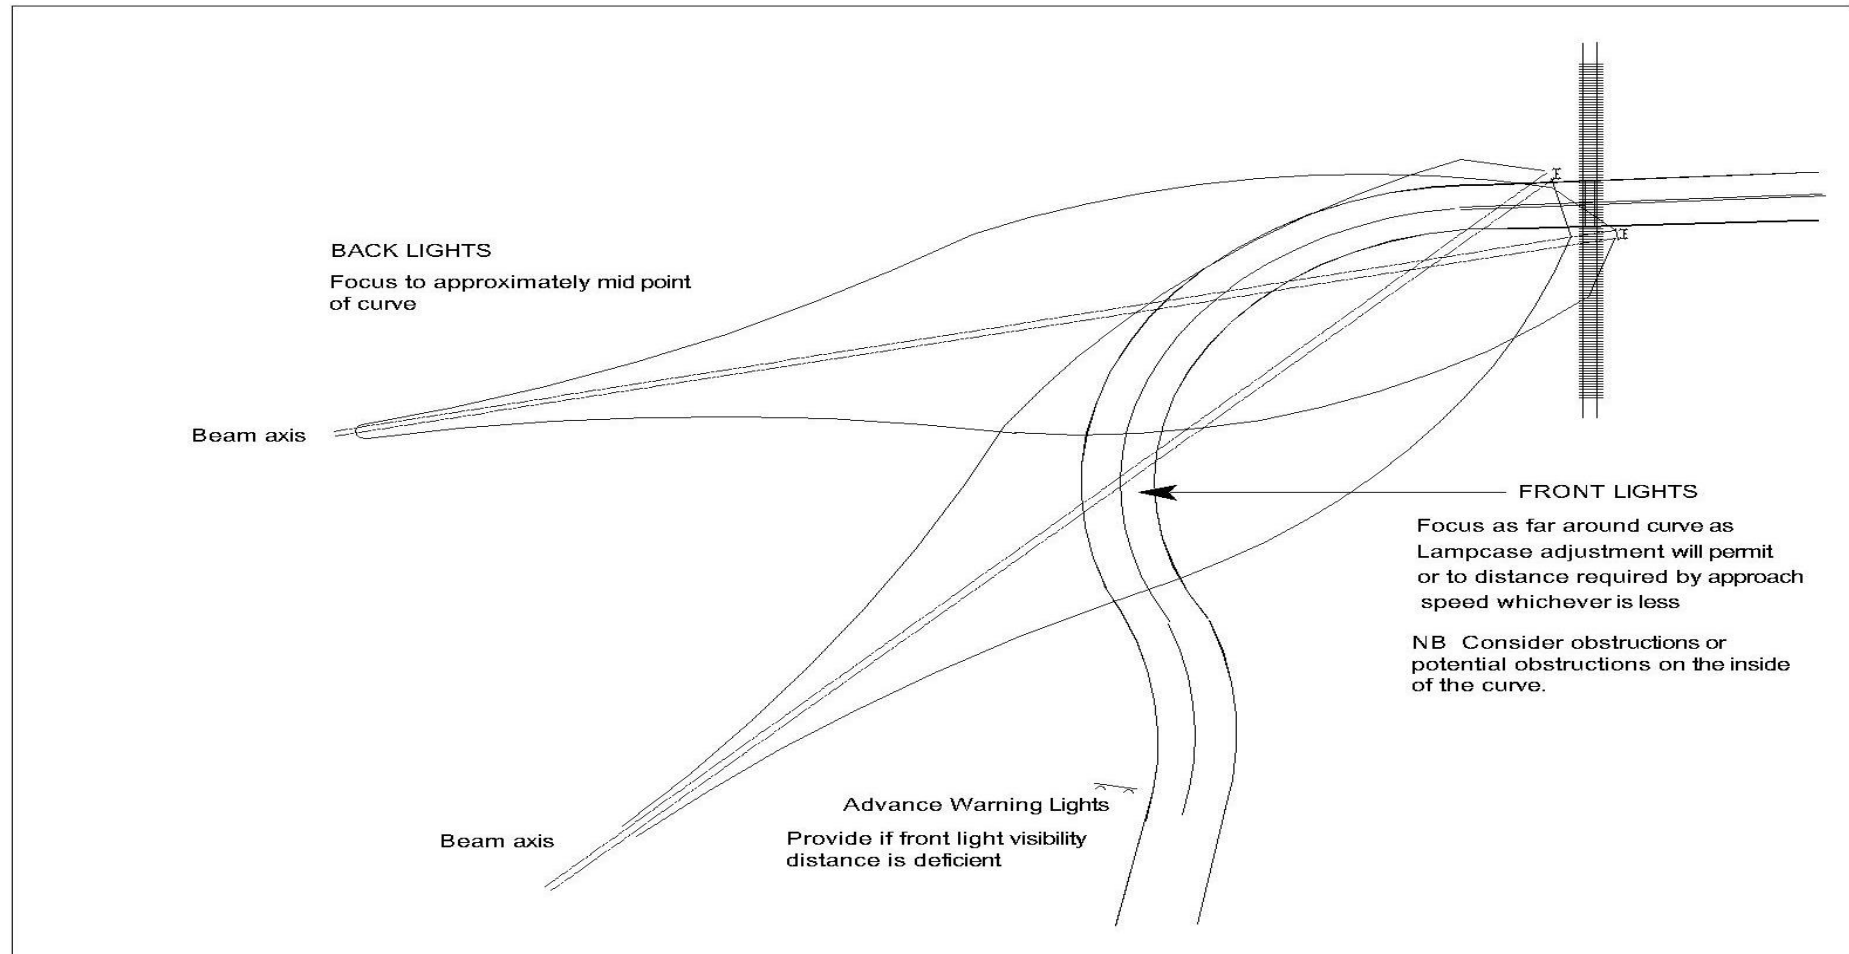 BACK LIGHTS
Focus to approximately mid point
of curve
Beam axis
FRONT LIGHTS
Focus as far around curve as
Lampcase adjustment will permit
or to distance required by approach
speed whichever is less
NB Consider obstructions or
potential obstructions on the inside
of the curve.
Advance Warning Lights
Provide if front light visibility
distance is deficient
Beam axis